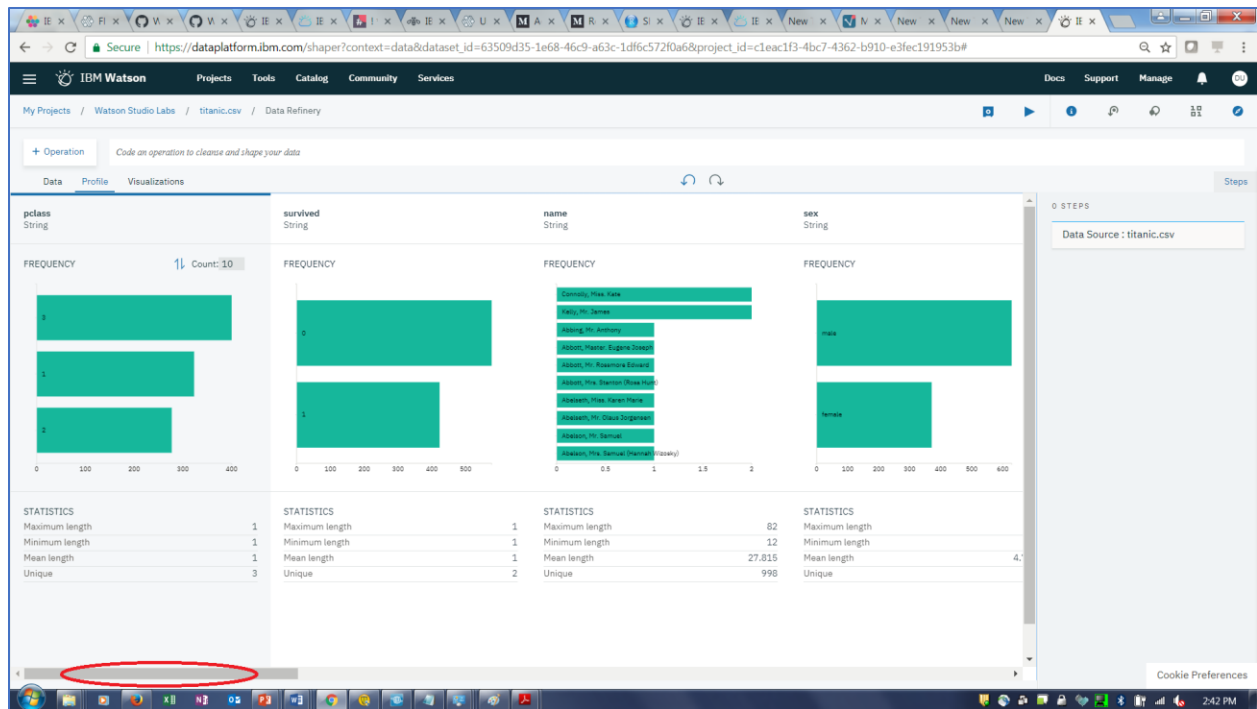 Secure | https://dataplatform.ibm.com/shaper?context=data&dataset_id=63509d35-1e68-46c9-a63c-1df6c572f0a6&project_id=c1eac1f3-4bc7-4362-b910-e3fec191953b#
IBM Watson Projects Tools Catalog Community Services Docs Support Manage DU
My Projects / Watson Studio Labs / titanic.csv / Data Refinery
+ Operation Code an operation to cleanse and shape your data
Data Profile Visualizations Steps
pclass
String
survived
String
name
String
sex
String
0 STEPS
Data Source : titanic.csv
FREQUENCY Count: 10
3
1
2
0 100 200 300 400
FREQUENCY
0
1
0 100 200 300 400 500
FREQUENCY
Connolly, Miss. Kate
Kelly, Mr. James
Abbing, Mr. Anthony
Abbott, Master. Eugene Joseph
Abbott, Mr. Rossmore Edward
Abbott, Mrs. Stanton (Rosa Hunt)
Abelseth, Miss. Karen Marie
Abelseth, Mr. Olaus Jorgensen
Abelson, Mr. Samuel
Abelson, Mrs. Samuel (Hannah Wizosky)
0 0.5 1 1.5 2
FREQUENCY
male
female
0 100 200 300 400 500 600
STATISTICS
Maximum length 1
Minimum length 1
Mean length 1
Unique 3
STATISTICS
Maximum length 1
Minimum length 1
Mean length 1
Unique 2
STATISTICS
Maximum length 82
Minimum length 12
Mean length 27.815
Unique 998
STATISTICS
Maximum length
Minimum length
Mean length 4.
Unique
Cookie Preferences
2:42 PM